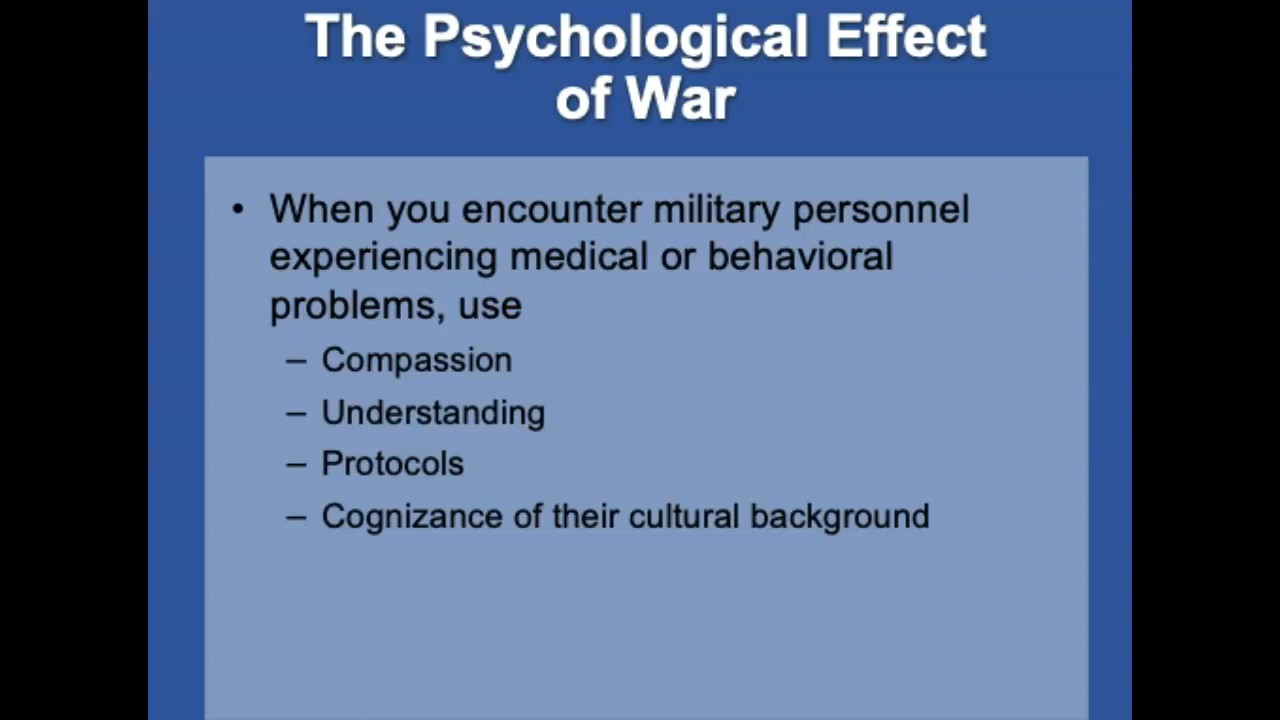 The Psychological Effect
of War
• When you encounter military personnel
experiencing medical or behavioral
problems, use
– Compassion
– Understanding
– Protocols
– Cognizance of their cultural background